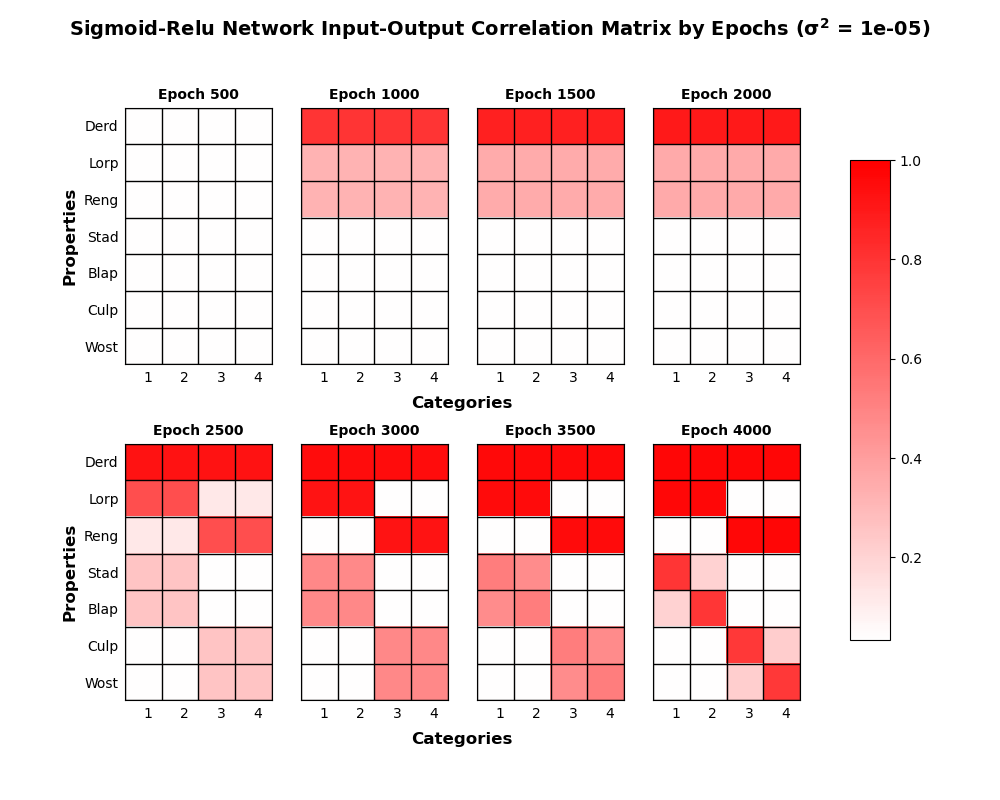 Sigmoid-Relu Network Input-Output Correlation Matrix by Epochs (σ² = 1e-05)
Epoch 500
Epoch 1000
Epoch 1500
Epoch 2000
Properties
Derd
Lorp
Reng
Stad
Blap
Culp
Wost
1 2 3 4
1 2 3 4
1 2 3 4
1 2 3 4
Categories
Epoch 2500
Epoch 3000
Epoch 3500
Epoch 4000
Properties
Derd
Lorp
Reng
Stad
Blap
Culp
Wost
1 2 3 4
1 2 3 4
1 2 3 4
1 2 3 4
Categories
1.0
0.8
0.6
0.4
0.2